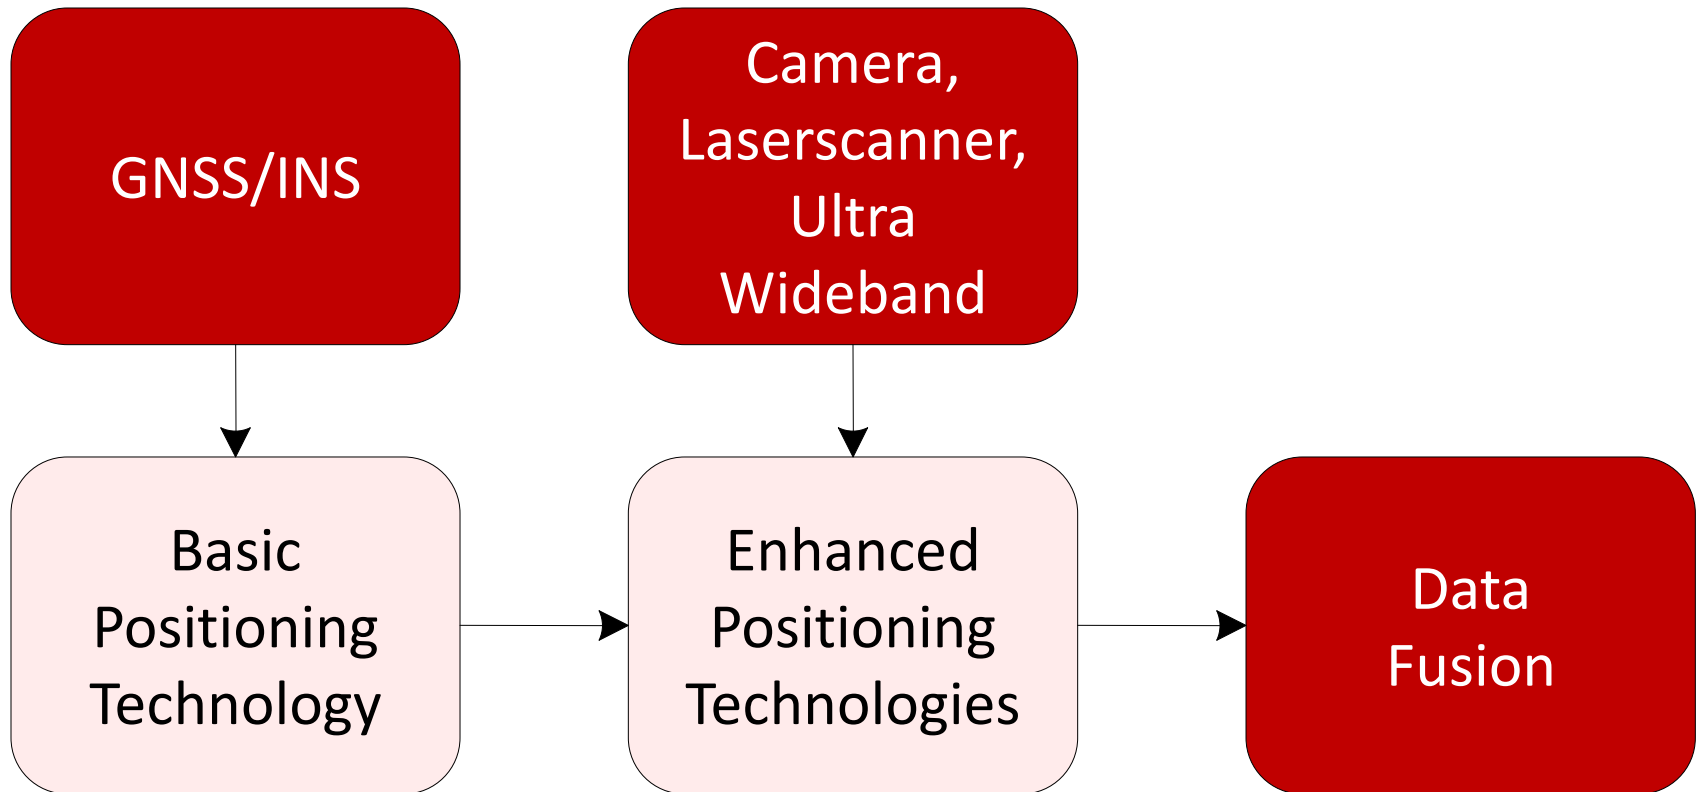 GNSS/INS
Camera,
Laserscanner,
Ultra
Wideband
Basic
Positioning
Technology
Enhanced
Positioning
Technologies
Data
Fusion